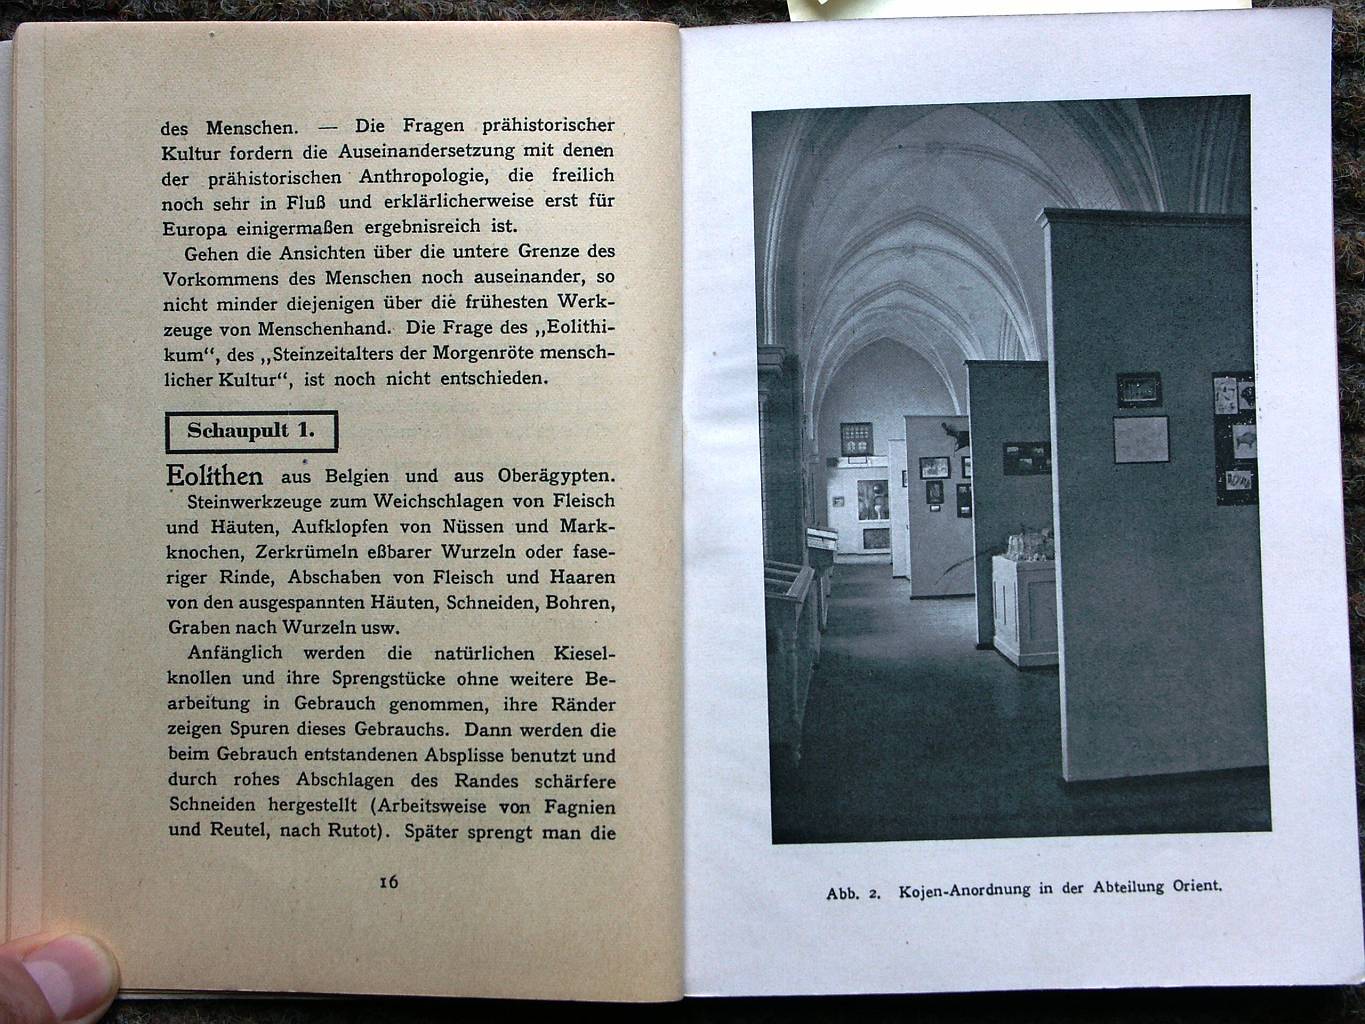 des Menschen. — Die Fragen prähistorischer
Kultur fordern die Auseinandersetzung mit denen
der prähistorischen Anthropologie, die freilich
noch sehr in Fluß und erklärlicherweise erst für
Europa einigermaßen ergebnisreich ist.
Gehen die Ansichten über die untere Grenze des
Vorkommens des Menschen noch auseinander, so
nicht minder diejenigen über die frühesten Werk-
zeuge von Menschenhand. Die Frage des „Eolithi-
kum“, des „Steinzeitalters der Morgenröte mensch-
licher Kultur“, ist noch nicht entschieden.
Schaupult 1.
Eolithen aus Belgien und aus Oberägypten.
Steinwerkzeuge zum Weichschlagen von Fleisch
und Häuten, Aufklopfen von Nüssen und Mark-
knochen, Zerkrümeln eßbarer Wurzeln oder fase-
riger Rinde, Abschaben von Fleisch und Haaren
von den ausgespannten Häuten, Schneiden, Bohren,
Graben nach Wurzeln usw.
Anfänglich werden die natürlichen Kiesel-
knollen und ihre Sprengstücke ohne weitere Be-
arbeitung in Gebrauch genommen, ihre Ränder
zeigen Spuren dieses Gebrauchs. Dann werden die
beim Gebrauch entstandenen Absplisse benutzt und
durch rohes Abschlagen des Randes schärfere
Schneiden hergestellt (Arbeitsweise von Fagnien
und Reutel, nach Rutot). Später sprengt man die
16
Abb. 2. Kojen-Anordnung in der Abteilung Orient.